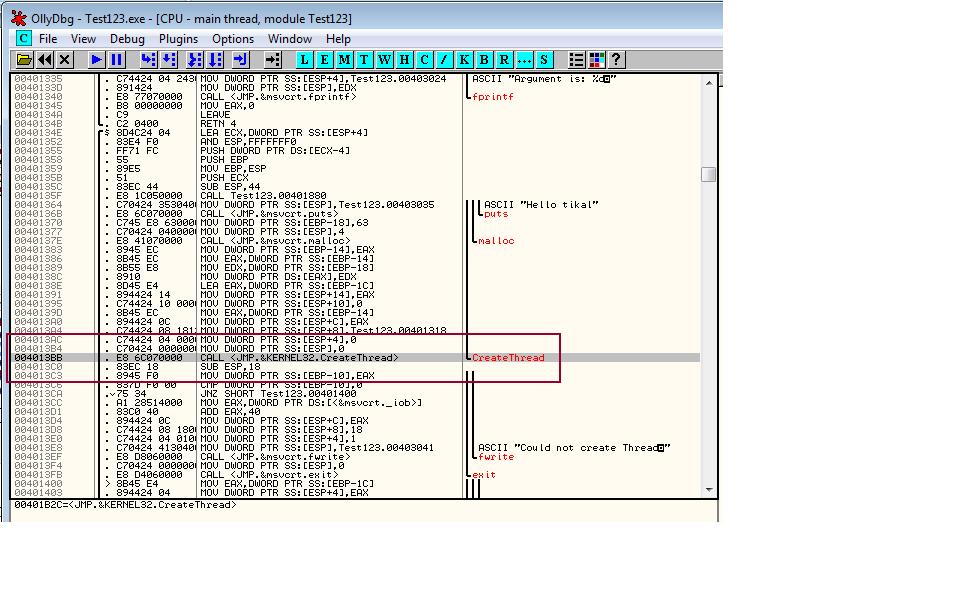 OllyDbg - Test123.exe - [CPU - main thread, module Test123]
C File View Debug Plugins Options Window Help
L E M T W H C / K B R ... S ?
00401335 . C74424 04 2430 MOV DWORD PTR SS:[ESP+4],Test123.00403024 ASCII "Argument is: %d"
0040133D . 891424 MOV DWORD PTR SS:[ESP],EDX
00401340 . E8 77070000 CALL <JMP.&msvcrt.fprintf> fprintf
00401345 . B8 00000000 MOV EAX,0
0040134A . C9 LEAVE
0040134B . C2 0400 RETN 4
0040134E $ 8D4C24 04 LEA ECX,DWORD PTR SS:[ESP+4]
00401352 . 83E4 F0 AND ESP,FFFFFFF0
00401355 . FF71 FC PUSH DWORD PTR DS:[ECX-4]
00401358 . 55 PUSH EBP
00401359 . 89E5 MOV EBP,ESP
0040135B . 51 PUSH ECX
0040135C . 83EC 44 SUB ESP,44
0040135F . E8 1C050000 CALL Test123.00401880
00401364 . C70424 3530400 MOV DWORD PTR SS:[ESP],Test123.00403035 ASCII "Hello tikal"
0040136B . E8 6C070000 CALL <JMP.&msvcrt.puts> puts
00401370 . C745 E8 630000 MOV DWORD PTR SS:[EBP-18],63
00401377 . C70424 0400000 MOV DWORD PTR SS:[ESP],4
0040137E . E8 41070000 CALL <JMP.&msvcrt.malloc> malloc
00401383 . 8945 EC MOV DWORD PTR SS:[EBP-14],EAX
00401386 . 8B45 EC MOV EAX,DWORD PTR SS:[EBP-14]
00401389 . 8B55 E8 MOV EDX,DWORD PTR SS:[EBP-18]
0040138C . 8910 MOV DWORD PTR DS:[EAX],EDX
0040138E . 8D45 E4 LEA EAX,DWORD PTR SS:[EBP-1C]
00401391 . 894424 14 MOV DWORD PTR SS:[ESP+14],EAX
00401395 . C74424 10 000 MOV DWORD PTR SS:[ESP+10],0
0040139D . 8B45 EC MOV EAX,DWORD PTR SS:[EBP-14]
004013A0 . 894424 0C MOV DWORD PTR SS:[ESP+C],EAX
004013A4 . C74424 08 181 MOV DWORD PTR SS:[ESP+8],Test123.00401318
004013AC . C74424 04 000 MOV DWORD PTR SS:[ESP+4],0
004013B4 . C70424 0000000 MOV DWORD PTR SS:[ESP],0
004013BB . E8 6C070000 CALL <JMP.&KERNEL32.CreateThread> CreateThread
004013C0 . 83EC 18 SUB ESP,18
004013C3 . 8945 F0 MOV DWORD PTR SS:[EBP-10],EAX
004013C6 . 837D F0 00 CMP DWORD PTR SS:[EBP-10],0
004013CA . 75 34 JNZ SHORT Test123.00401400
004013CC . A1 28514000 MOV EAX,DWORD PTR DS:[<&msvcrt._iob>]
004013D1 . 83C0 40 ADD EAX,40
004013D4 . 894424 0C MOV DWORD PTR SS:[ESP+C],EAX
004013D8 . C74424 08 180 MOV DWORD PTR SS:[ESP+8],18
004013E0 . C74424 04 010 MOV DWORD PTR SS:[ESP+4],1
004013E8 . C70424 4130400 MOV DWORD PTR SS:[ESP],Test123.00403041 ASCII "Could not create Thread"
004013EF . E8 D8060000 CALL <JMP.&msvcrt.fwrite> fwrite
004013F4 . C70424 0000000 MOV DWORD PTR SS:[ESP],0
004013FB . E8 D4060000 CALL <JMP.&msvcrt.exit> exit
00401400 > 8B45 E4 MOV EAX,DWORD PTR SS:[EBP-1C]
00401403 . 894424 04 MOV DWORD PTR SS:[ESP+4],EAX
00401B2C=<JMP.&KERNEL32.CreateThread>